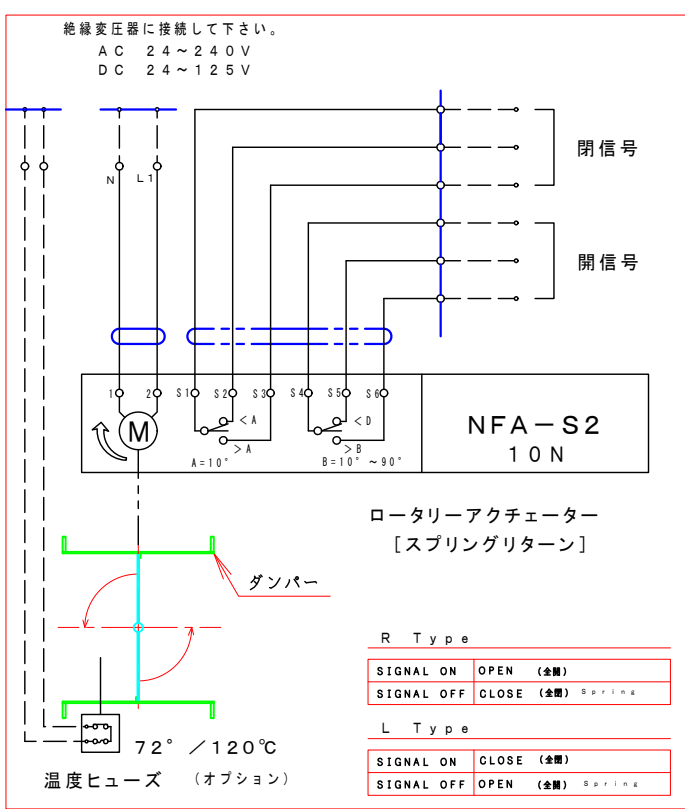 絶縁変圧器に接続して下さい。
AC 24~240V
DC 24~125V
N L1
閉信号
開信号
1 2 S1 S2 S3 S4 S5 S6
M
<A
>A
A=10°
<D
>B
B=10° ~90°
NFA-S2
10N
ロータリーアクチェーター
[スプリングリターン]
ダンパー
R Type
SIGNAL ON OPEN (全開)
SIGNAL OFF CLOSE (全閉) Spring
L Type
SIGNAL ON CLOSE (全閉)
SIGNAL OFF OPEN (全開) Spring
72° /120℃
温度ヒューズ (オプション)